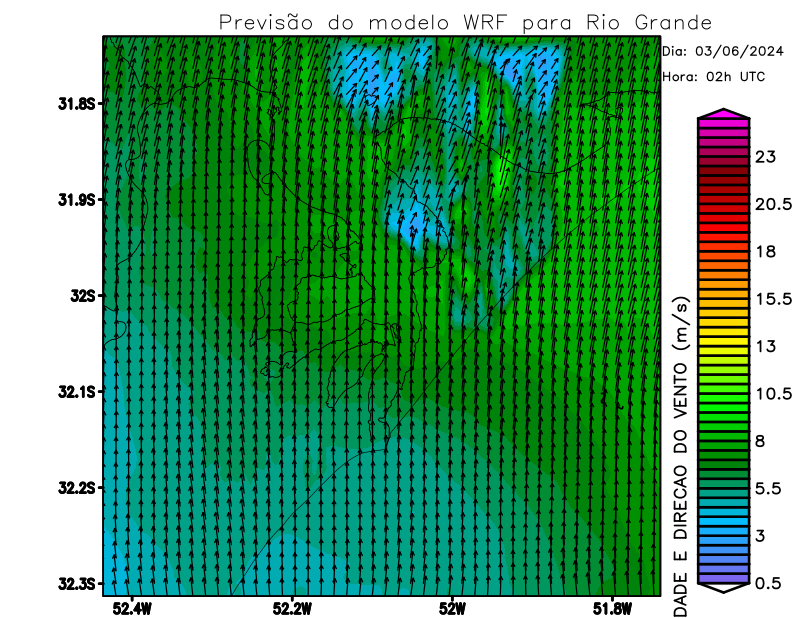 Previsão do modelo WRF para Rio Grande
Dia: 03/06/2024
Hora: 02h UTC
31.8S
31.9S
32S
32.1S
32.2S
32.3S
52.4W
52.2W
52W
51.8W
23
20.5
18
15.5
13
10.5
8
5.5
3
0.5
DADE E DIRECAO DO VENTO (m/s)